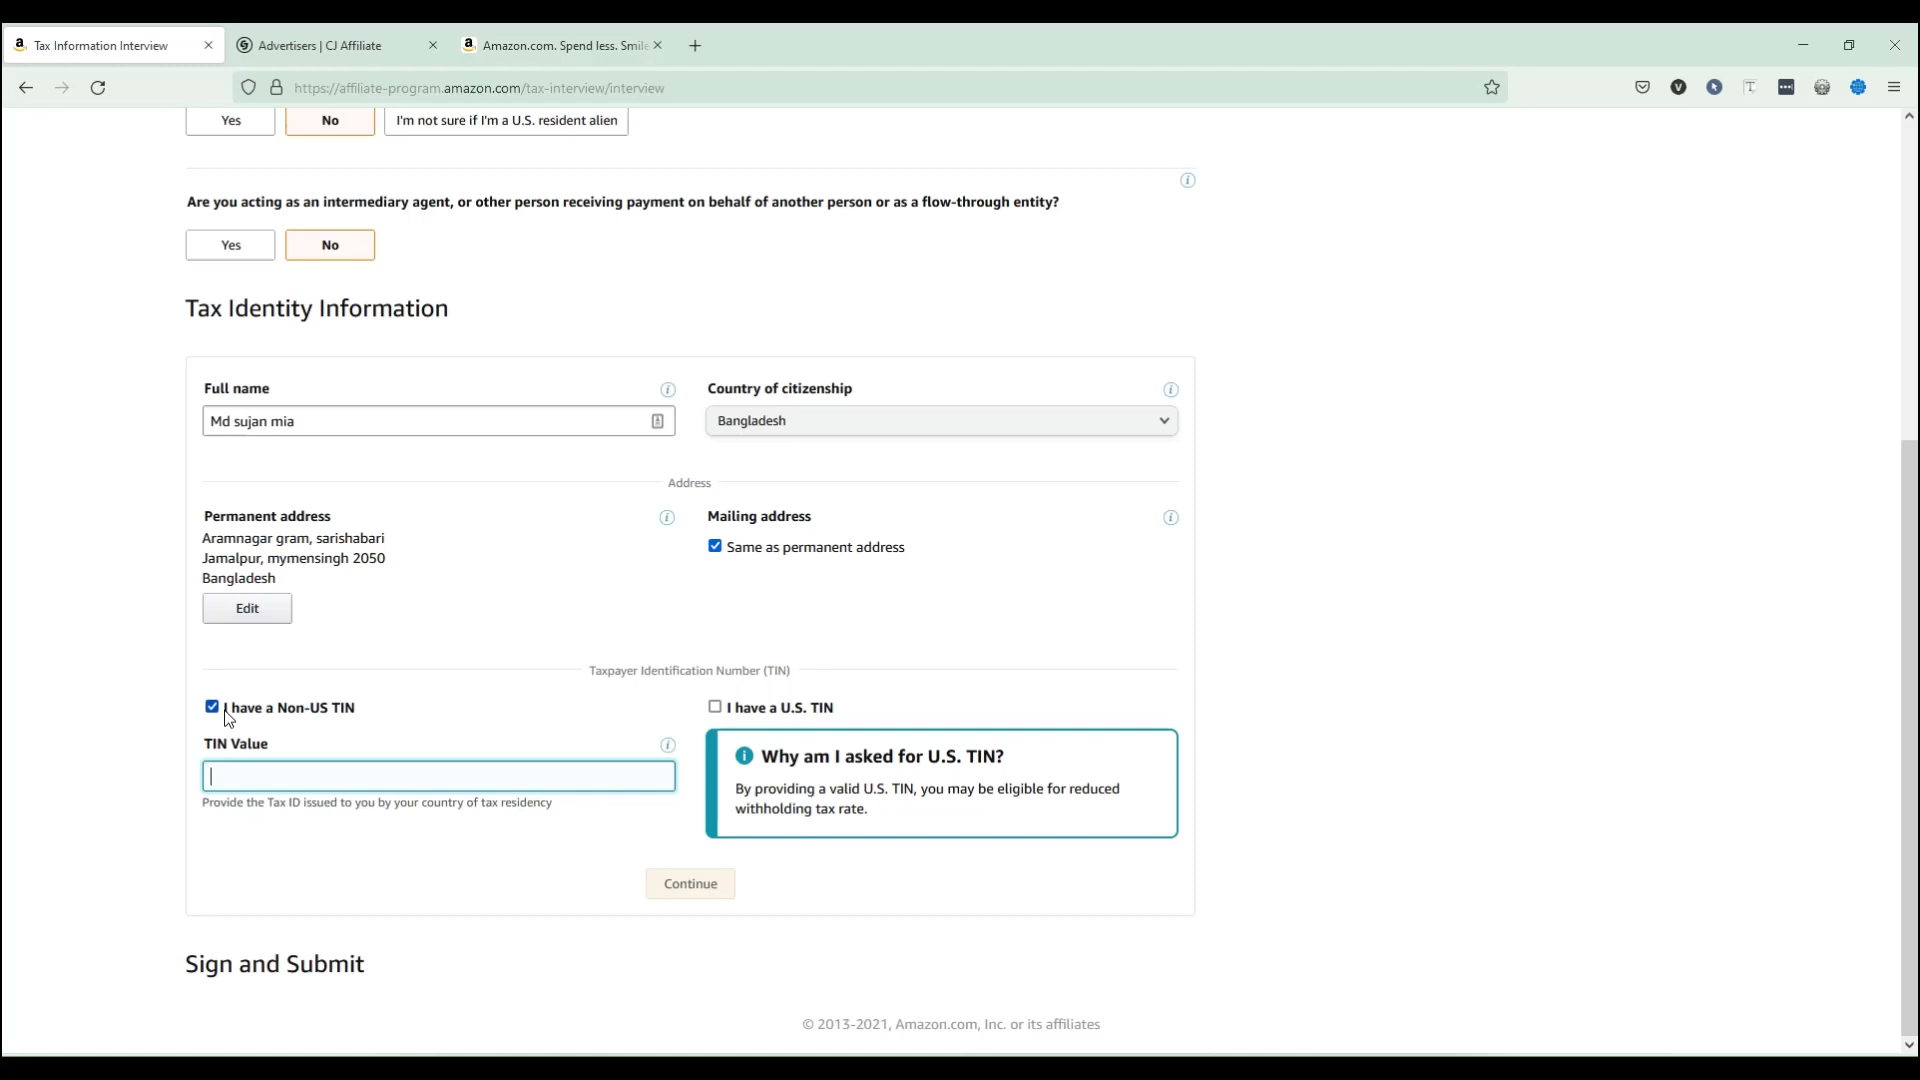 Tax Information Interview
Advertisers | CJ Affiliate
Amazon.com. Spend less. Smile
https://affiliate-program.amazon.com/tax-interview/interview
Yes
No
I'm not sure if I'm a U.S. resident alien
Are you acting as an intermediary agent, or other person receiving payment on behalf of another person or as a flow-through entity?
Yes
No
Tax Identity Information
Full name
Country of citizenship
Md sujan mia
Bangladesh
Address
Permanent address
Mailing address
Aramnagar gram, sarishabari
Jamalpur, mymensingh 2050
Bangladesh
Same as permanent address
Edit
Taxpayer Identification Number (TIN)
I have a Non-US TIN
I have a U.S. TIN
TIN Value
Provide the Tax ID issued to you by your country of tax residency
Why am I asked for U.S. TIN?
By providing a valid U.S. TIN, you may be eligible for reduced
withholding tax rate.
Continue
Sign and Submit
© 2013-2021, Amazon.com, Inc. or its affiliates